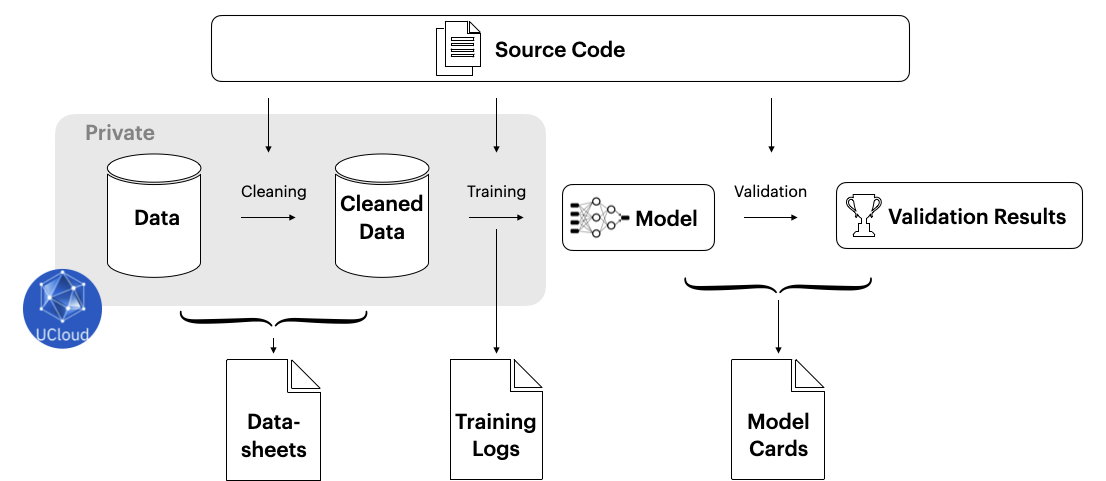 Source Code
Private
Cleaning
Training
Validation
Data
Cleaned
Data
Model
Validation Results
UCloud
Data-
sheets
Training
Logs
Model
Cards